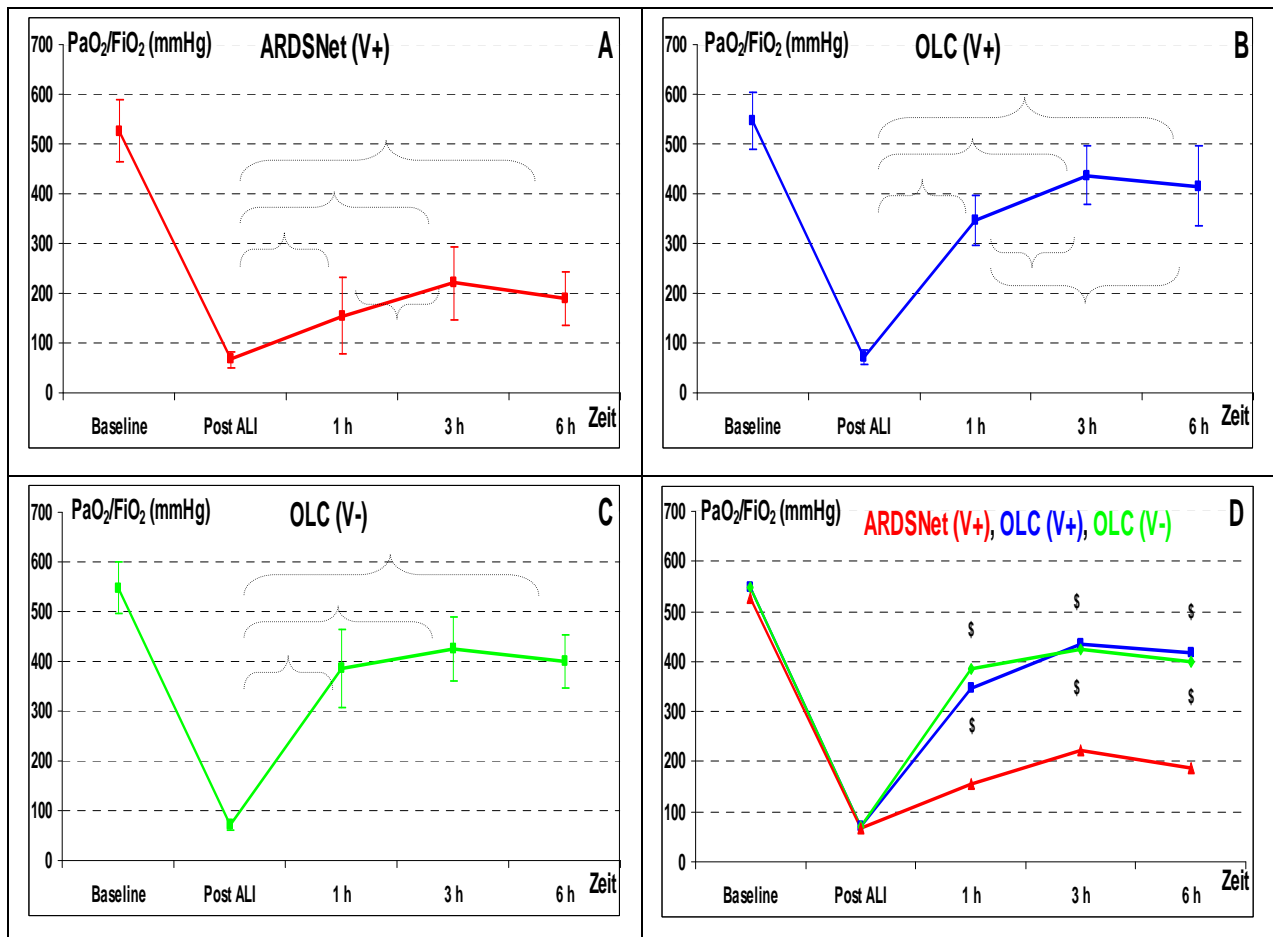 PaO₂/FiO₂ (mmHg)
ARDSNet (V+)
A
700
600
500
400
300
200
100
0
Baseline
Post ALI
1 h
3 h
6 h
Zeit
PaO₂/FiO₂ (mmHg)
OLC (V+)
B
700
600
500
400
300
200
100
0
Baseline
Post ALI
1 h
3 h
6 h
Zeit
PaO₂/FiO₂ (mmHg)
OLC (V-)
C
700
600
500
400
300
200
100
0
Baseline
Post ALI
1 h
3 h
6 h
Zeit
PaO₂/FiO₂ (mmHg)
ARDSNet (V+), OLC (V+), OLC (V-)
D
700
600
500
400
300
200
100
0
$
$
$
$
$
$
Baseline
Post ALI
1 h
3 h
6 h
Zeit